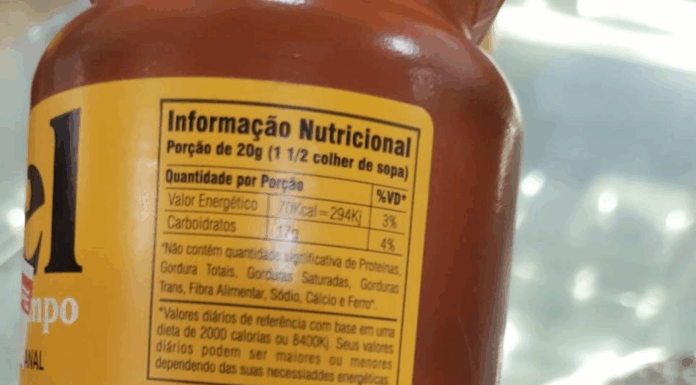 el
mpo
ANAL
Informação Nutricional
Porção de 20g (1 1/2 colher de sopa)
Quantidade por Porção %VD*
Valor Energético 70Kcal=294Kj 3%
Carboidratos 17g 4%
*Não contém quantidade significativa de Proteínas,
Gordura Totais, Gorduras Saturadas, Gorduras
Trans, Fibra Alimentar, Sódio, Cálcio e Ferro".
*Valores diários de referência com base em uma
dieta de 2000 calorias ou 8400Kj. Seus valores
diários podem ser maiores ou menores
dependendo das suas necessiaddes energéticas.